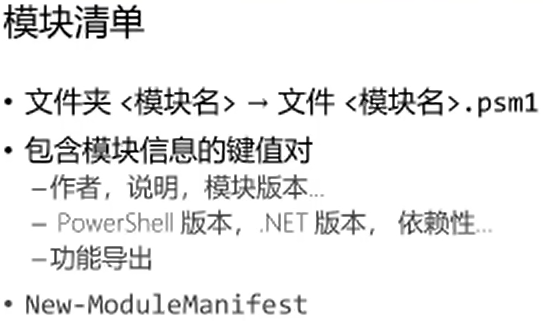 模块清单
• 文件夹 <模块名> → 文件 <模块名>.psm1
• 包含模块信息的键值对
–作者，说明，模块版本...
– PowerShell 版本，.NET 版本， 依赖性...
–功能导出
• New-ModuleManifest